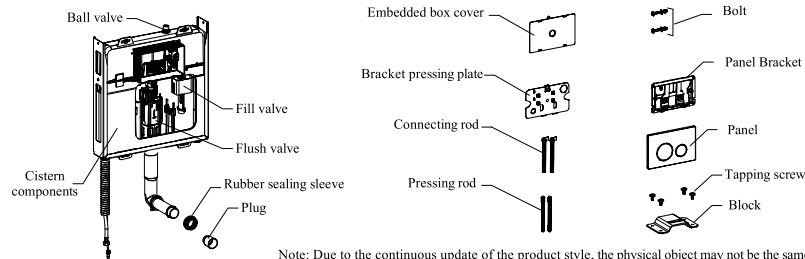 Ball valve
Fill valve
Flush valve
Cistern
components
Rubber sealing sleeve
Plug
Embedded box cover
Bracket pressing plate
Connecting rod
Pressing rod
Bolt
Panel Bracket
Panel
Tapping screw
Block
Note: Due to the continuous update of the product style, the physical object may not be the same